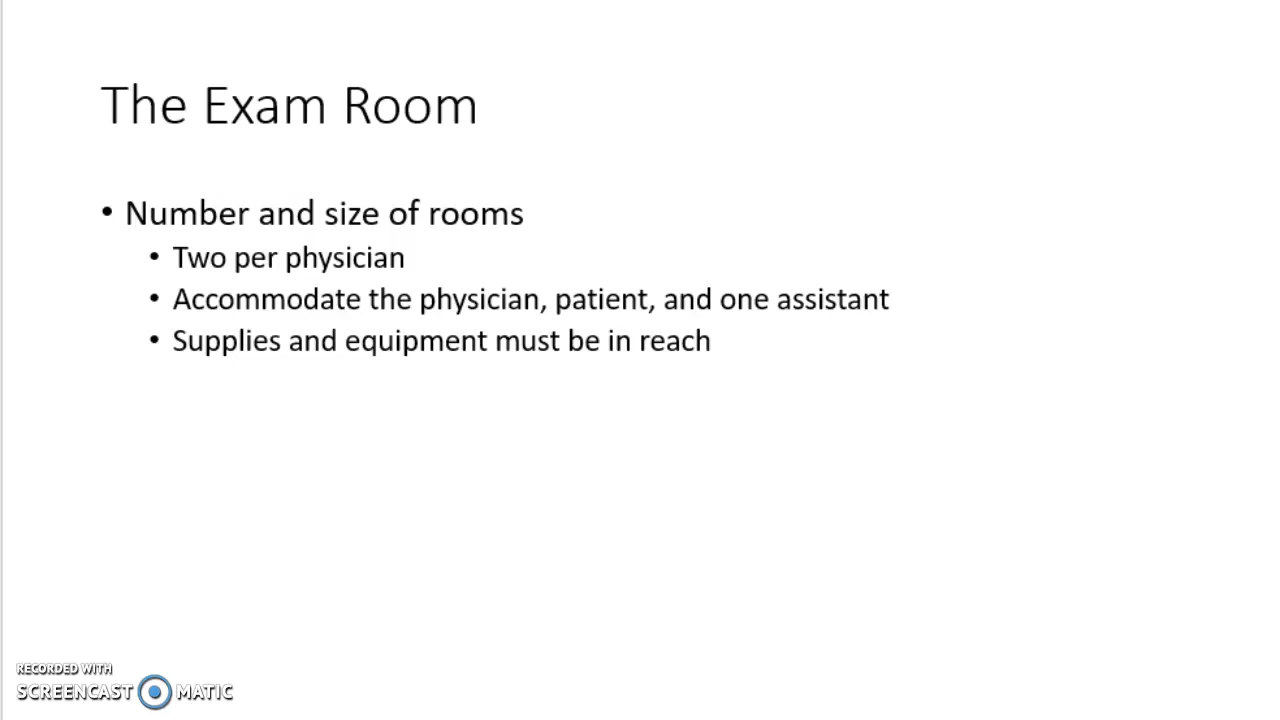 The Exam Room
• Number and size of rooms
• Two per physician
• Accommodate the physician, patient, and one assistant
• Supplies and equipment must be in reach
RECORDED WITH
SCREENCAST MATIC